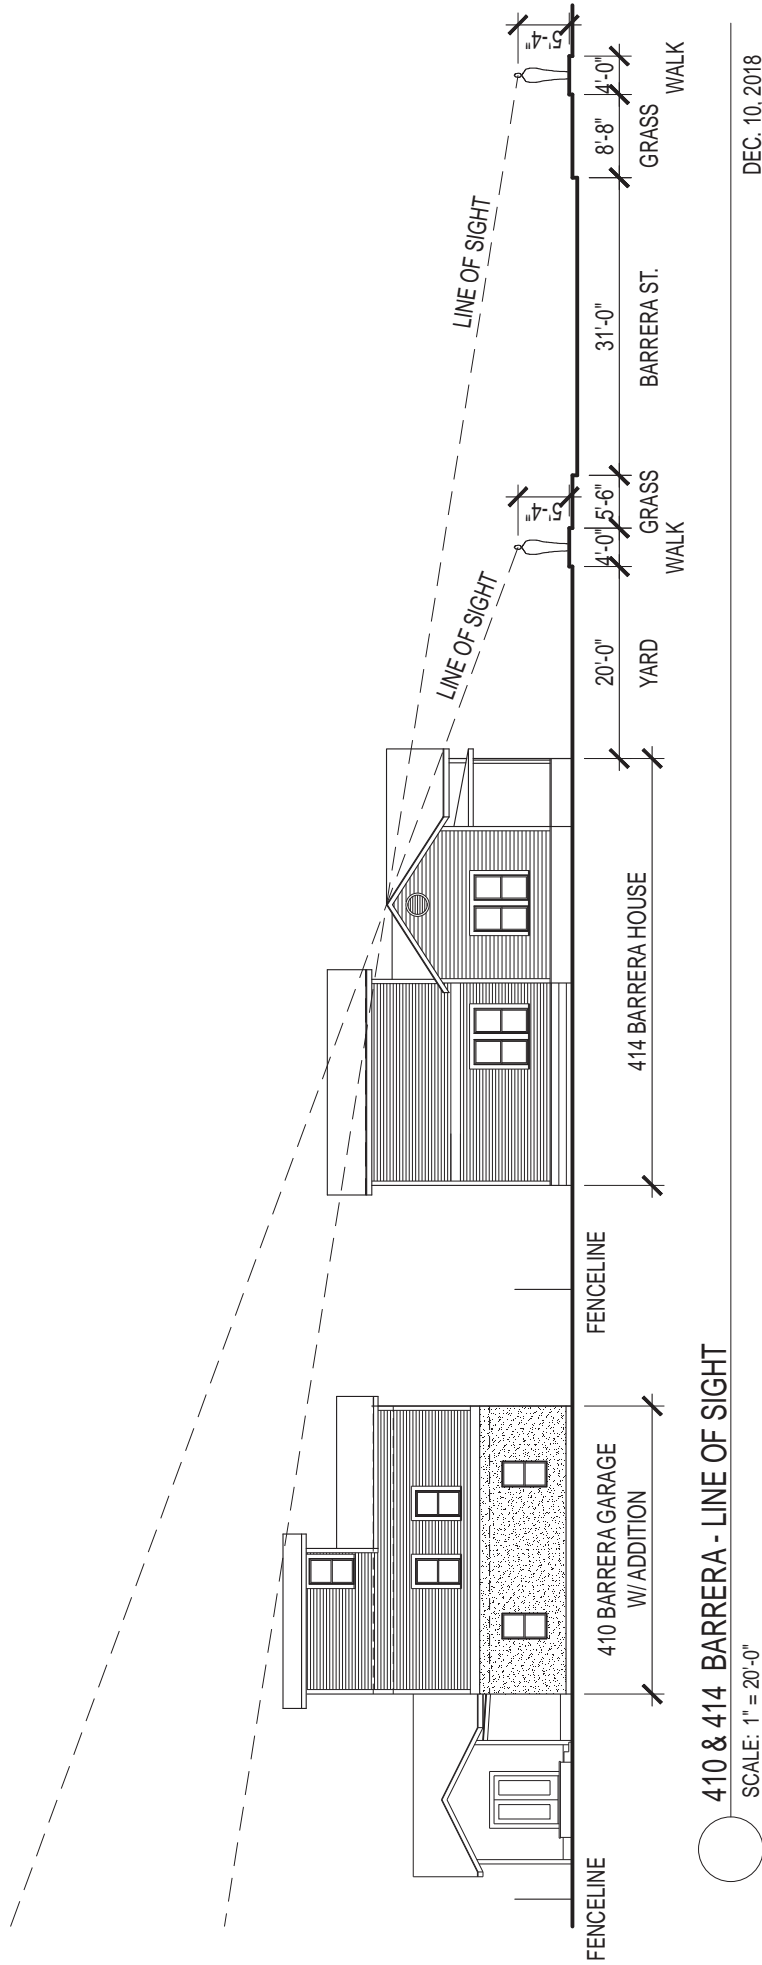 LINE OF SIGHT
LINE OF SIGHT
5'-4"
5'-4"
20'-0"
4'-0"
5'-6"
31'-0"
8'-8"
4'-0"
YARD
WALK
GRASS
BARRERA ST.
GRASS
WALK
414 BARRERA HOUSE
FENCELINE
410 BARRERA GARAGE
W/ ADDITION
FENCELINE
410 & 414 BARRERA - LINE OF SIGHT
SCALE: 1" = 20'-0"
DEC. 10, 2018